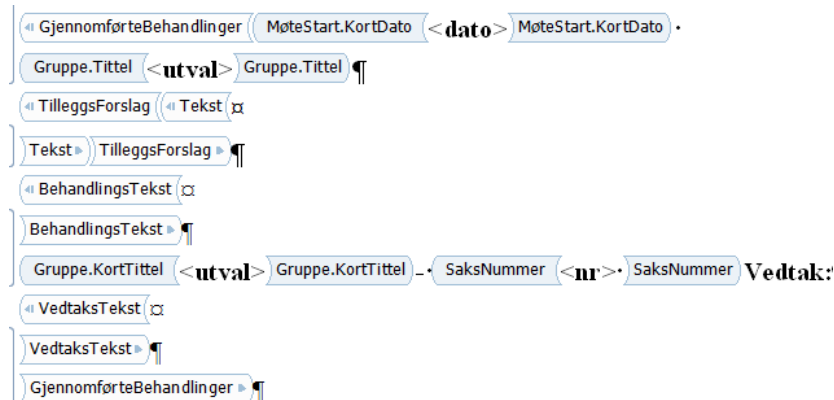 GjennomførteBehandlinger MøteStart.KortDato <dato> MøteStart.KortDato ·
Gruppe.Tittel <utval> Gruppe.Tittel ¶
TilleggsForslag Tekst ¤
Tekst TilleggsForslag ¶
BehandlingsTekst ¤
BehandlingsTekst ¶
Gruppe.KortTittel <utval> Gruppe.KortTittel -· SaksNummer <nr>· SaksNummer Vedtak:
VedtaksTekst ¤
VedtaksTekst ¶
GjennomførteBehandlinger ¶